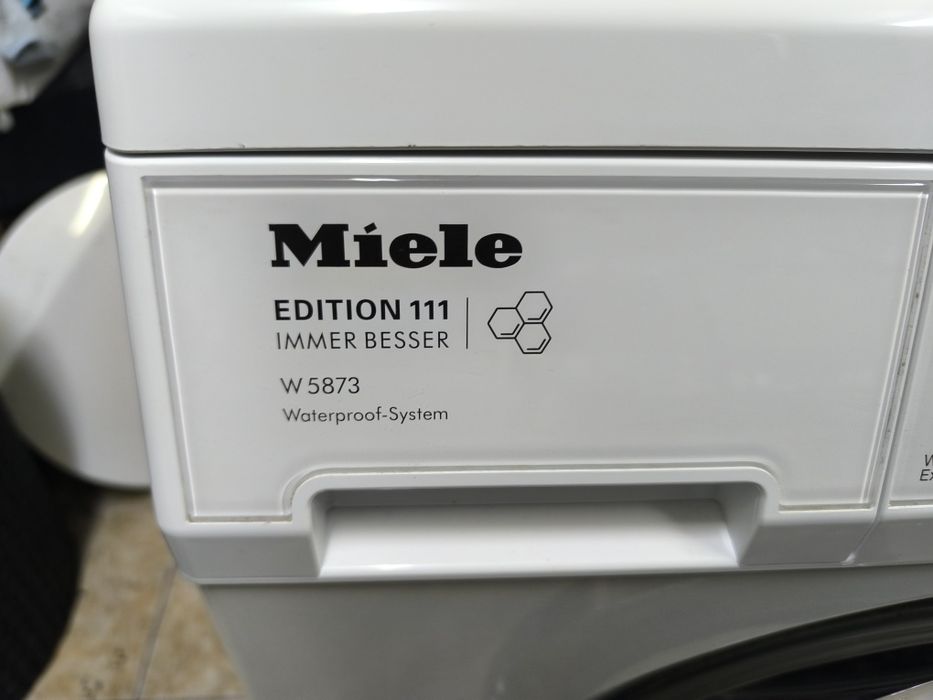 Miele
EDITION 111
IMMER BESSER
W 5873
Waterproof-System